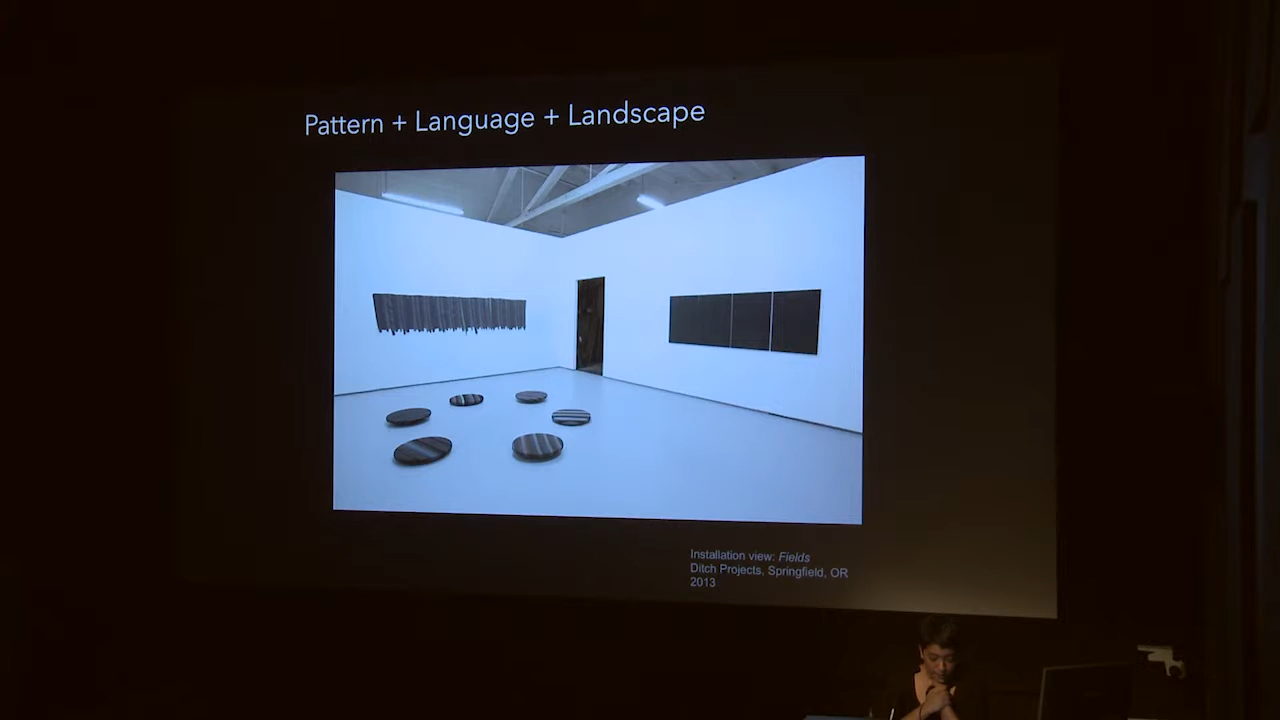 Pattern + Language + Landscape
Installation view: Fields
Ditch Projects, Springfield, OR
2013